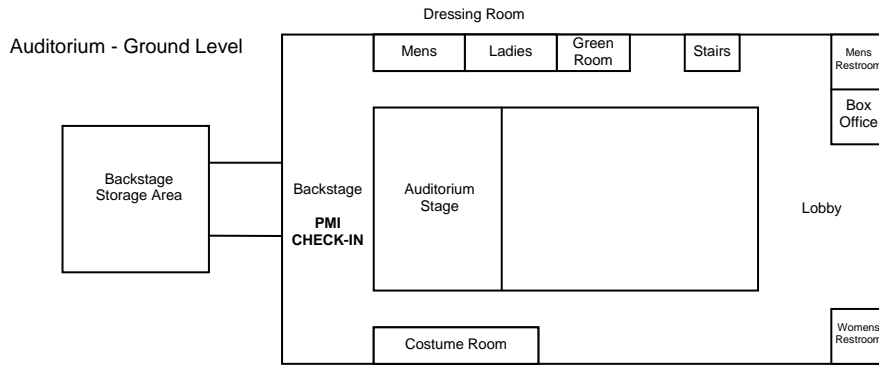 Dressing Room
Auditorium - Ground Level
Mens
Ladies
Green
Room
Stairs
Mens
Restroom
Box
Office
Backstage
Storage Area
Backstage
PMI
CHECK-IN
Auditorium
Stage
Lobby
Costume Room
Womens
Restroom